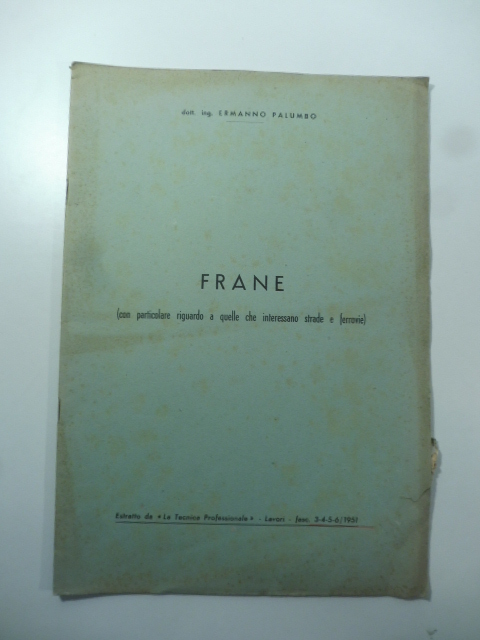 dott. ing. ERMANNO PALUMBO
FRANE
(con particolare riguardo a quelle che interessano strade e ferrovie)
Estratto da « La Tecnica Professionale » - Lavori - fasc. 3-4-5-6/1951